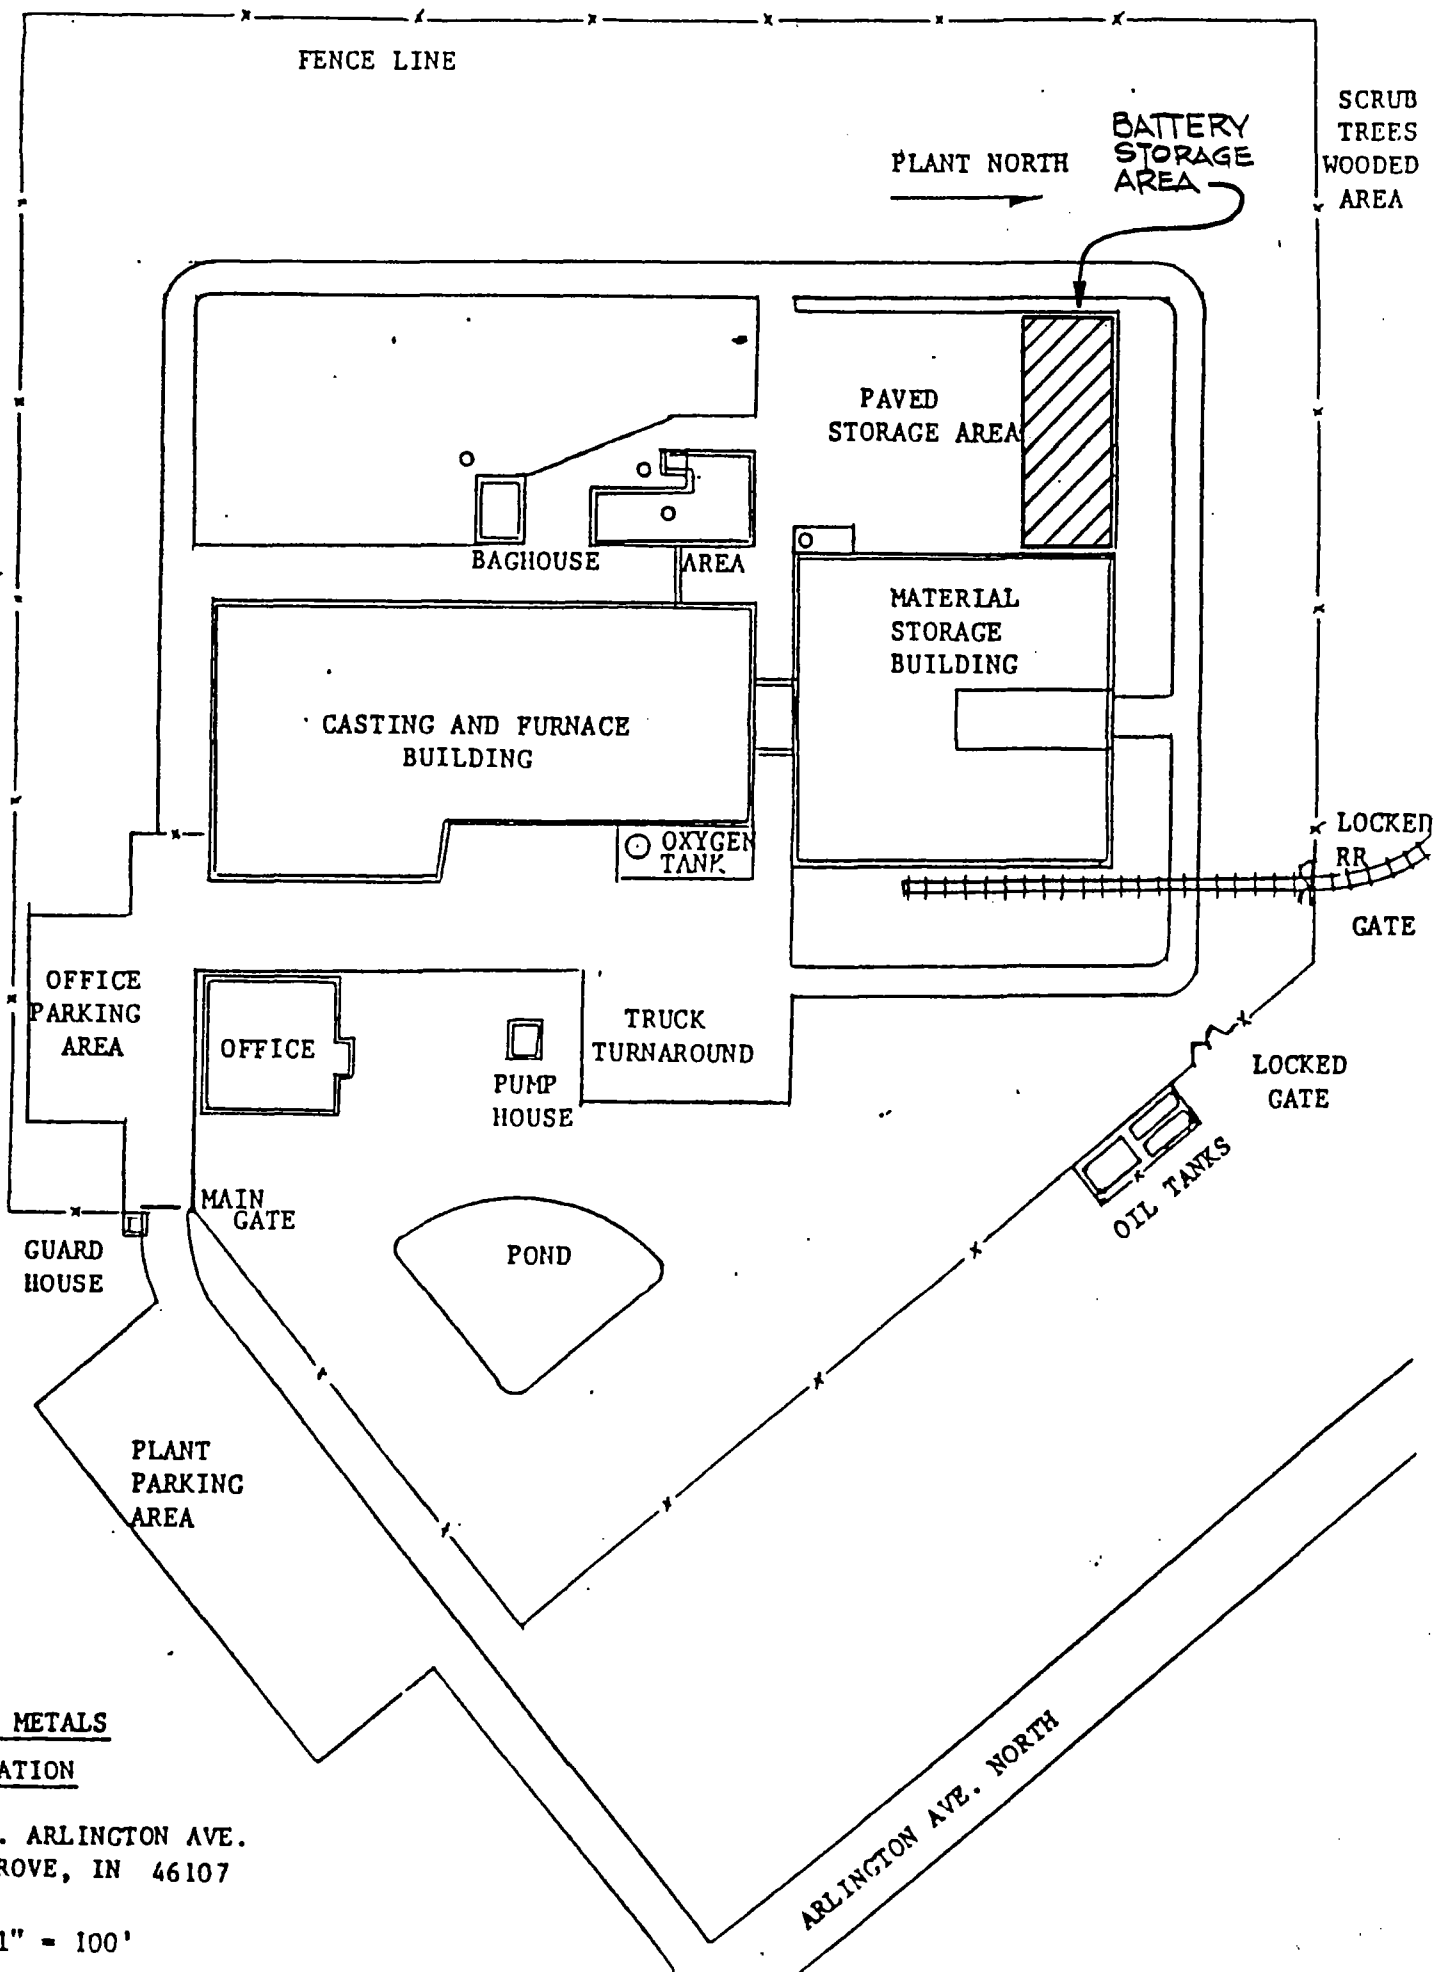 FENCE LINE
SCRUB
TREES
WOODED
AREA
BATTERY
STORAGE
AREA
PLANT NORTH
PAVED
STORAGE AREA
BAGHOUSE AREA
MATERIAL
STORAGE
BUILDING
CASTING AND FURNACE
BUILDING
OXYGEN
TANK
LOCKED
RR
GATE
OFFICE
PARKING
AREA
OFFICE
PUMP
HOUSE
TRUCK
TURNAROUND
LOCKED
GATE
OIL TANKS
MAIN
GATE
GUARD
HOUSE
POND
PLANT
PARKING
AREA
ARLINGTON AVE. NORTH
METALS
ATION
. ARLINGTON AVE.
ROVE, IN 46107
1" = 100'